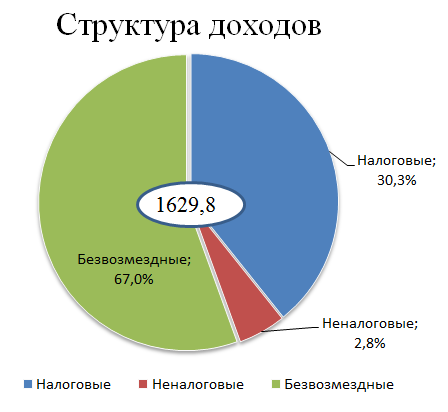 Структура доходов
Налоговые;
30,3%
1629,8
Безвозмездные;
67,0%
Неналоговые;
2,8%
Налоговые
Неналоговые
Безвозмездные